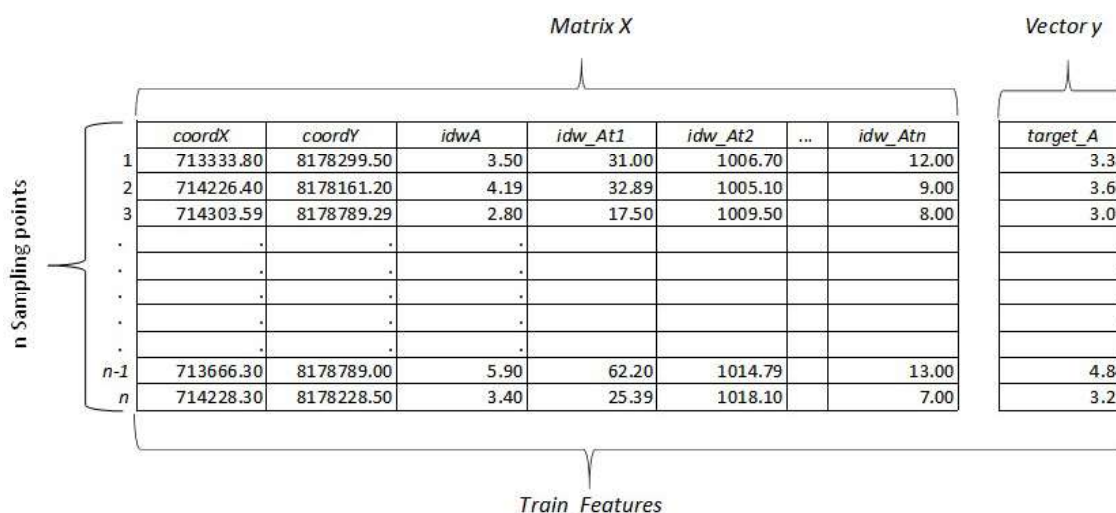 Matrix X Vector y
coordX coordY idwA idw_At1 idw_At2 ... idw_Atn target_A
1 713333.80 8178299.50 3.50 31.00 1006.70 12.00 3.3
2 714226.40 8178161.20 4.19 32.89 1005.10 9.00 3.6
3 714303.59 8178789.29 2.80 17.50 1009.50 8.00 3.0
. . . .
. . . .
. . . .
. . . .
. . . .
n-1 713666.30 8178789.00 5.90 62.20 1014.79 13.00 4.8
n 714228.30 8178228.50 3.40 25.39 1018.10 7.00 3.2
n Sampling points
Train_Features